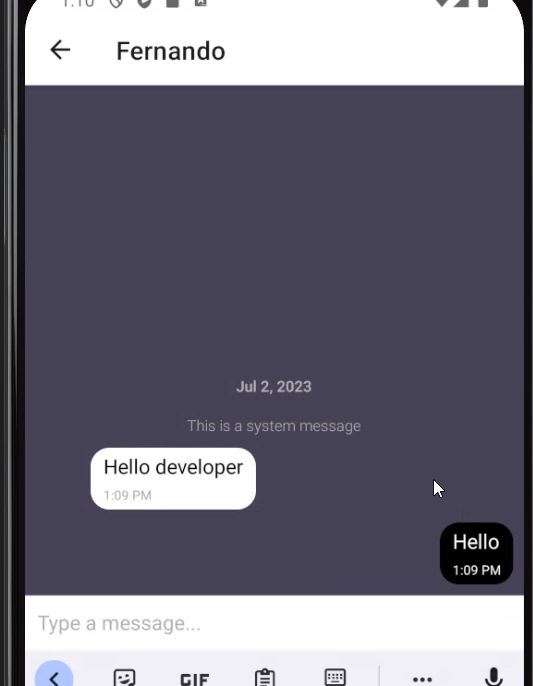 1:10
Fernando
Jul 2, 2023
This is a system message
Hello developer
1:09 PM
Hello
1:09 PM
Type a message...
GIF